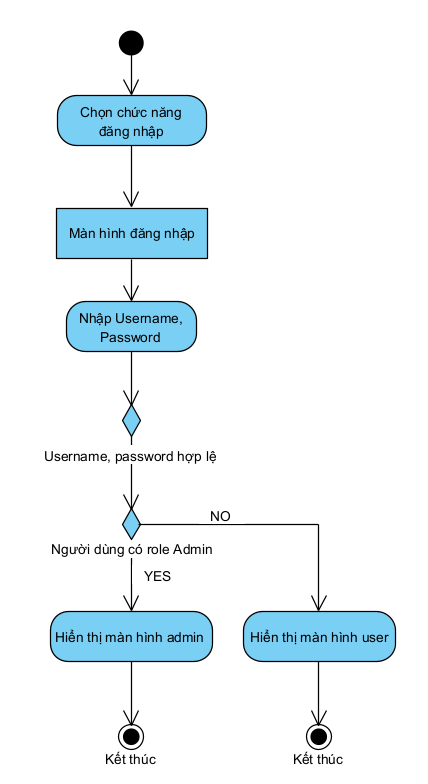 Chọn chức năng
đăng nhập
Màn hình đăng nhập
Nhập Username,
Password
Username, password hợp lệ
NO
Người dùng có role Admin
YES
Hiển thị màn hình admin
Hiển thị màn hình user
Kết thúc
Kết thúc